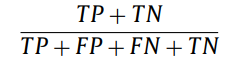 TP + TN
TP + FP + FN + TN